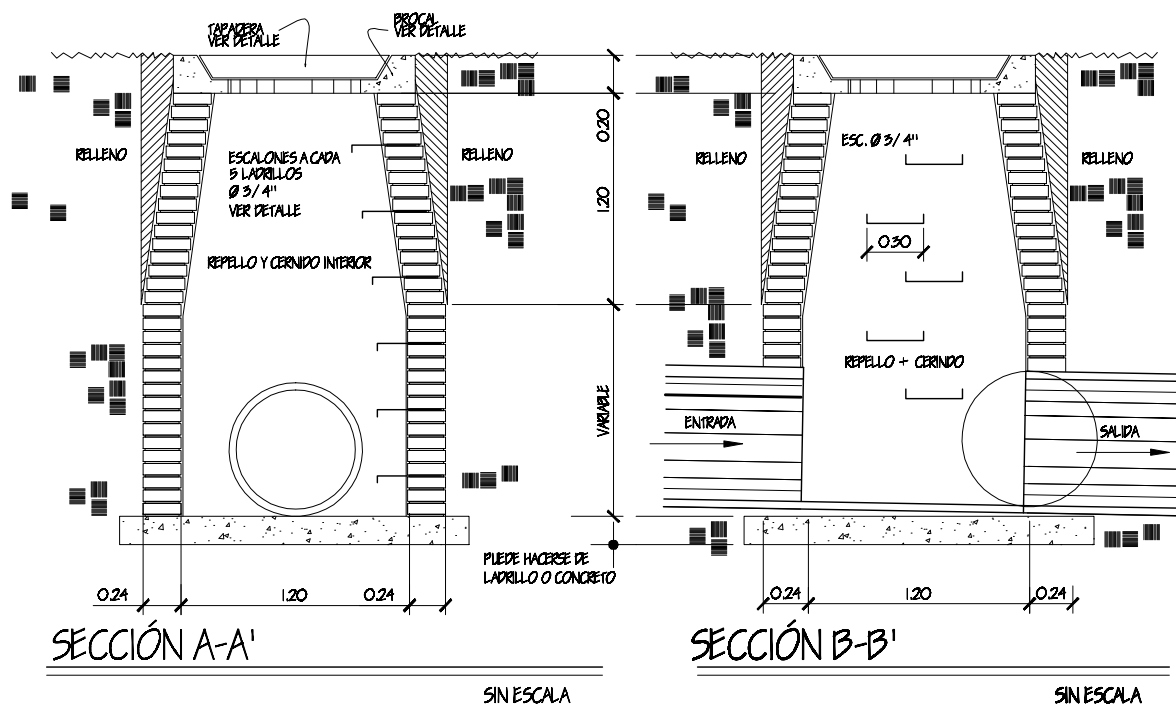 TAPADERA
VER DETALLE
BROCAL
VER DETALLE
RELLENO
ESCALONES A CADA
5 LADRILLOS
Ø 3/4"
VER DETALLE
RELLENO
REPELLO Y CERNIDO INTERIOR
0.20
1.20
VARIABLE
PUEDE HACERSE DE
LADRILLO O CONCRETO
0.24
1.20
0.24
SECCIÓN A-A'
SIN ESCALA
RELLENO
ESC. Ø 3/4"
RELLENO
0.30
REPELLO + CERINDO
ENTRADA
SALIDA
0.24
1.20
0.24
SECCIÓN B-B'
SIN ESCALA